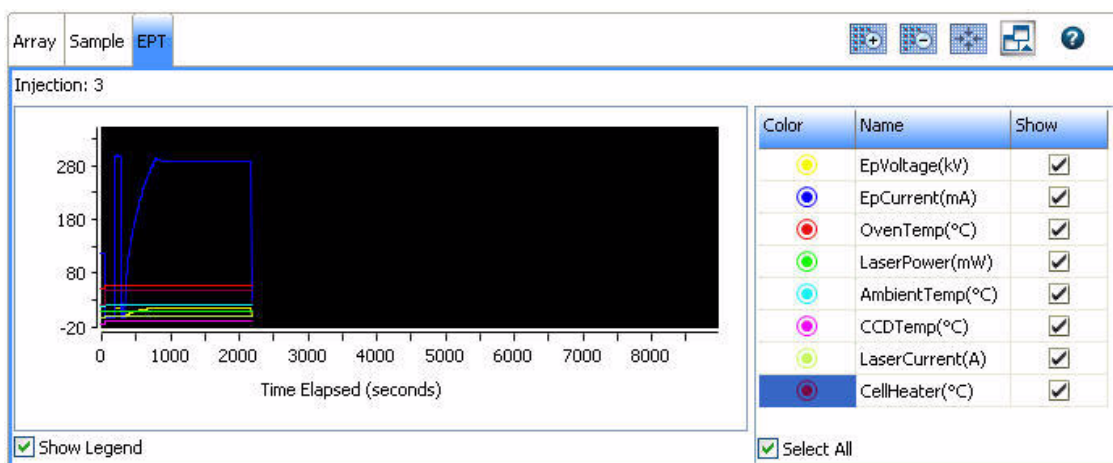 Array Sample EPT
Injection: 3
280
180
80
-20
0 1000 2000 3000 4000 5000 6000 7000 8000
Time Elapsed (seconds)
Show Legend
Color Name Show
EpVoltage(kV)
EpCurrent(mA)
OvenTemp(°C)
LaserPower(mW)
AmbientTemp(°C)
CCDTemp(°C)
LaserCurrent(A)
CellHeater(°C)
Select All